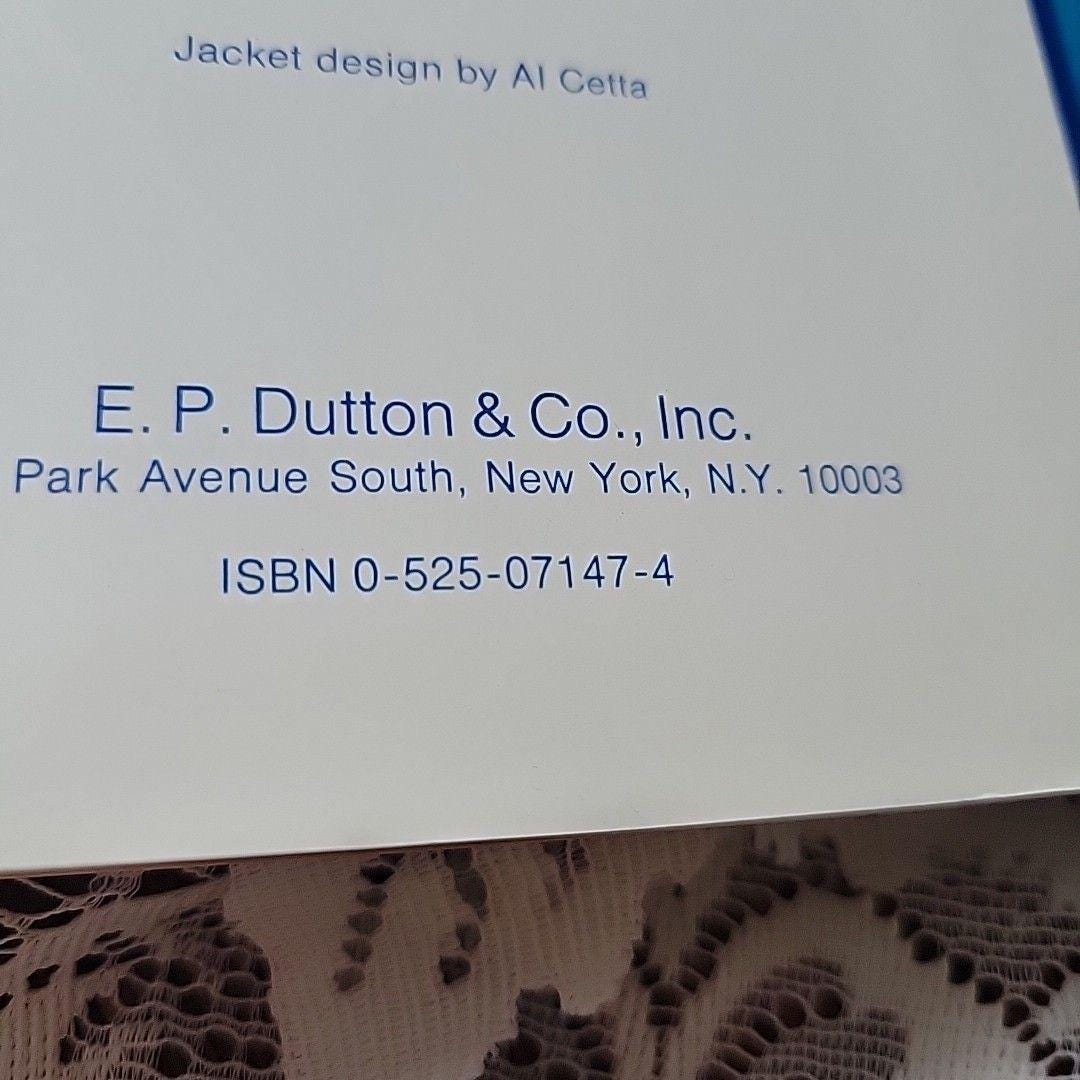 Jacket design by Al Cetta
E. P. Dutton & Co., Inc.
Park Avenue South, New York, N.Y. 10003
ISBN 0-525-07147-4